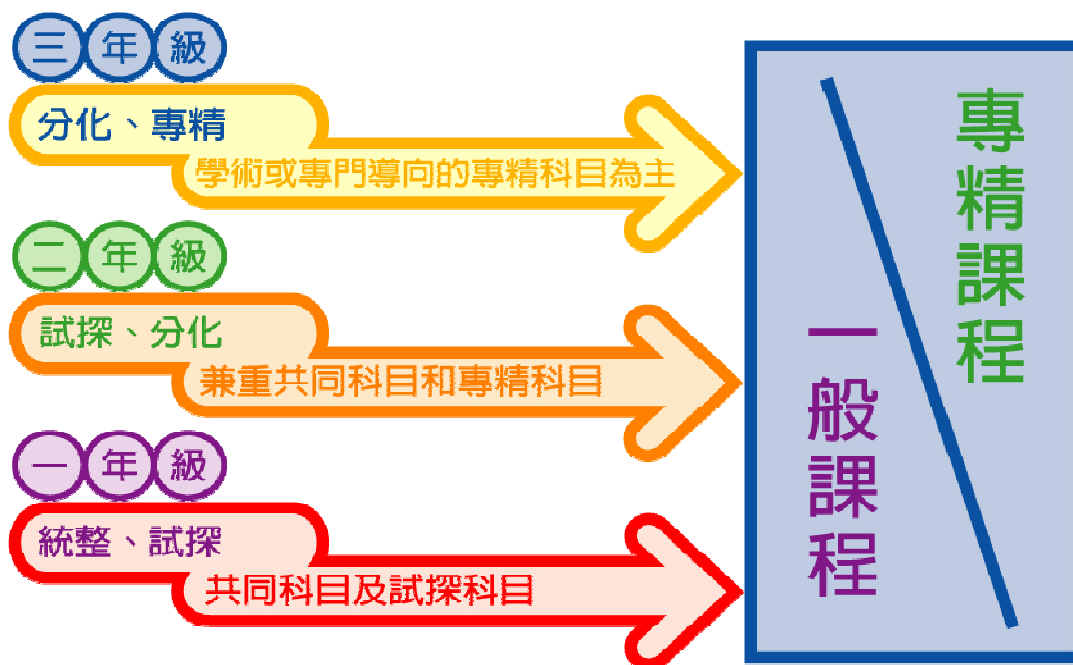 三年級
分化、專精
學術或專門導向的專精科目為主
二年級
試探、分化
兼重共同科目和專精科目
一年級
統整、試探
共同科目及試探科目
專精課程
一般課程